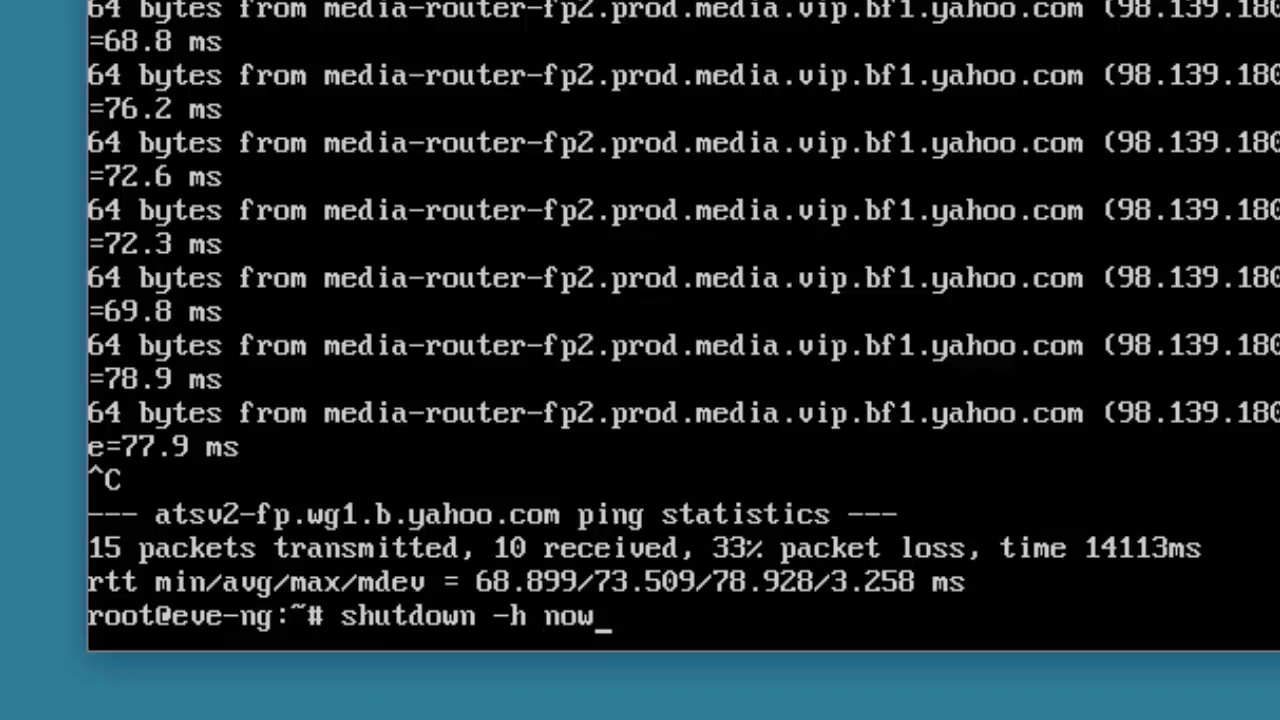 64 bytes from media-router-fp2.prod.media.vip.bf1.yahoo.com (98.139.180
=68.8 ms
64 bytes from media-router-fp2.prod.media.vip.bf1.yahoo.com (98.139.180
=76.2 ms
64 bytes from media-router-fp2.prod.media.vip.bf1.yahoo.com (98.139.180
=72.6 ms
64 bytes from media-router-fp2.prod.media.vip.bf1.yahoo.com (98.139.180
=72.3 ms
64 bytes from media-router-fp2.prod.media.vip.bf1.yahoo.com (98.139.180
=69.8 ms
64 bytes from media-router-fp2.prod.media.vip.bf1.yahoo.com (98.139.180
=78.9 ms
64 bytes from media-router-fp2.prod.media.vip.bf1.yahoo.com (98.139.180
e=77.9 ms
^C
--- atsv2-fp.wg1.b.yahoo.com ping statistics ---
15 packets transmitted, 10 received, 33% packet loss, time 14113ms
rtt min/avg/max/mdev = 68.899/73.509/78.928/3.258 ms
root@eve-ng:~# shutdown -h now_